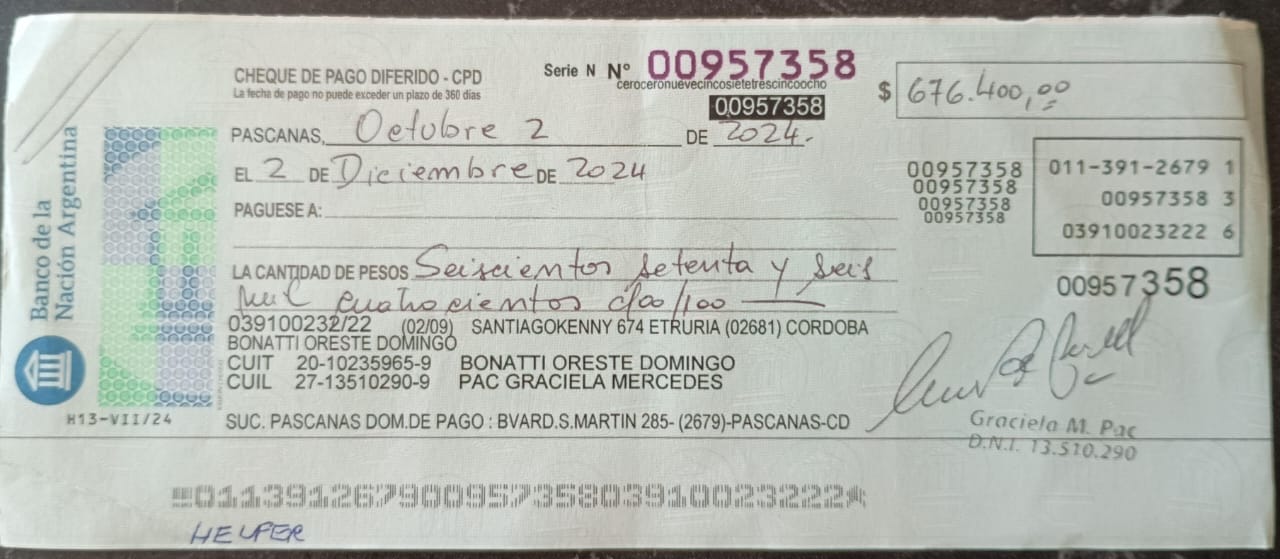 CHEQUE DE PAGO DIFERIDO - CPD
La fecha de pago no puede exceder un plazo de 360 días
Serie N Nº 00957358
ceroceronuevecincosietetrescincoocho
00957358
$ 676.400,00
PASCANAS, Octubre 2 DE 2024.-
EL 2 DE Diciembre DE 2024
PAGUESE A:
00957358
00957358
00957358
00957358
011-391-2679 1
00957358 3
03910023222 6
LA CANTIDAD DE PESOS Seiscientos setenta y seis
mil cuatrocientos c/00/100
00957358
039100232/22 (02/09) SANTIAGOKENNY 674 ETRURIA (02681) CORDOBA
BONATTI ORESTE DOMINGO
CUIT 20-10235965-9 BONATTI ORESTE DOMINGO
CUIL 27-13510290-9 PAC GRACIELA MERCEDES
SUC. PASCANAS DOM.DE PAGO : BVARD.S.MARTIN 285- (2679)-PASCANAS-CD
Graciela M. Pac
D.N.I. 13.510.290
Banco de la
Nación Argentina
H13-VII/24
01139126790095735803910023222
HELFER